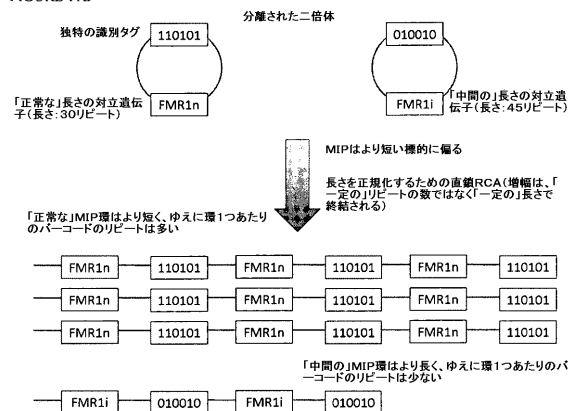 分離された二倍体
独特の識別タグ
110101
010010
「正常な」長さの対立遺伝
子(長さ:30リピート)
FMR1n
FMR1i
「中間の」長さの対立遺
伝子(長さ:45リピート)
MIPはより短い標的に偏る
長さを正規化するための直鎖RCA(増幅は、「
一定の」リピートの数ではなく「一定の」長さで
終結される)
「正常な」MIP環はより短く、ゆえに環1つあたり
のバーコードのリピートは多い
FMR1n 110101 FMR1n 110101 FMR1n 110101
FMR1n 110101 FMR1n 110101 FMR1n 110101
FMR1n 110101 FMR1n 110101 FMR1n 110101
「中間の」MIP環はより長く、ゆえに環1つあたりのバ
ーコードのリピートは少ない
FMR1i 010010 FMR1i 010010